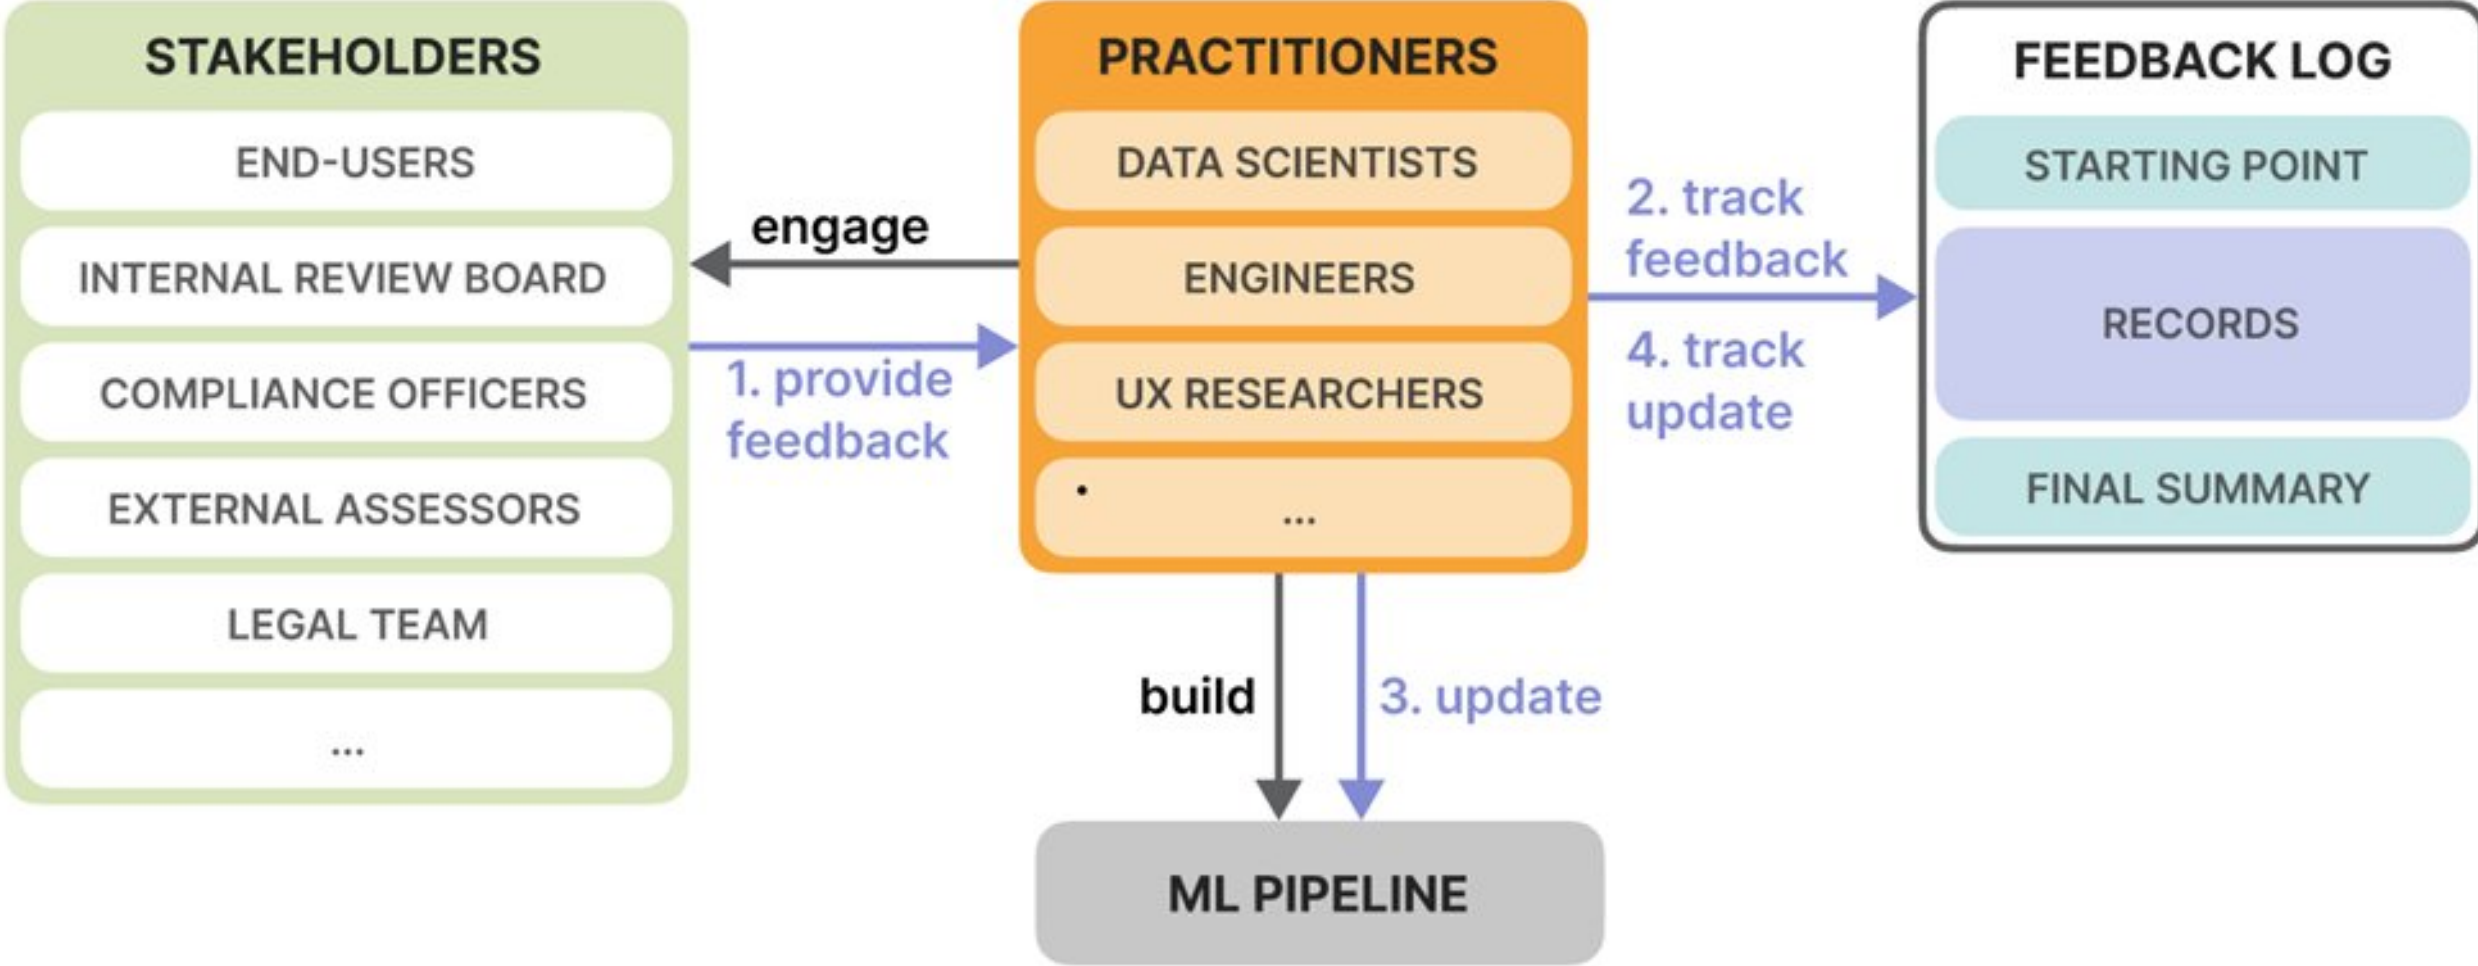 STAKEHOLDERS
END-USERS
INTERNAL REVIEW BOARD
COMPLIANCE OFFICERS
EXTERNAL ASSESSORS
LEGAL TEAM
...
engage
1. provide
feedback
PRACTITIONERS
DATA SCIENTISTS
ENGINEERS
UX RESEARCHERS
...
2. track
feedback
4. track
update
FEEDBACK LOG
STARTING POINT
RECORDS
FINAL SUMMARY
build
3. update
ML PIPELINE